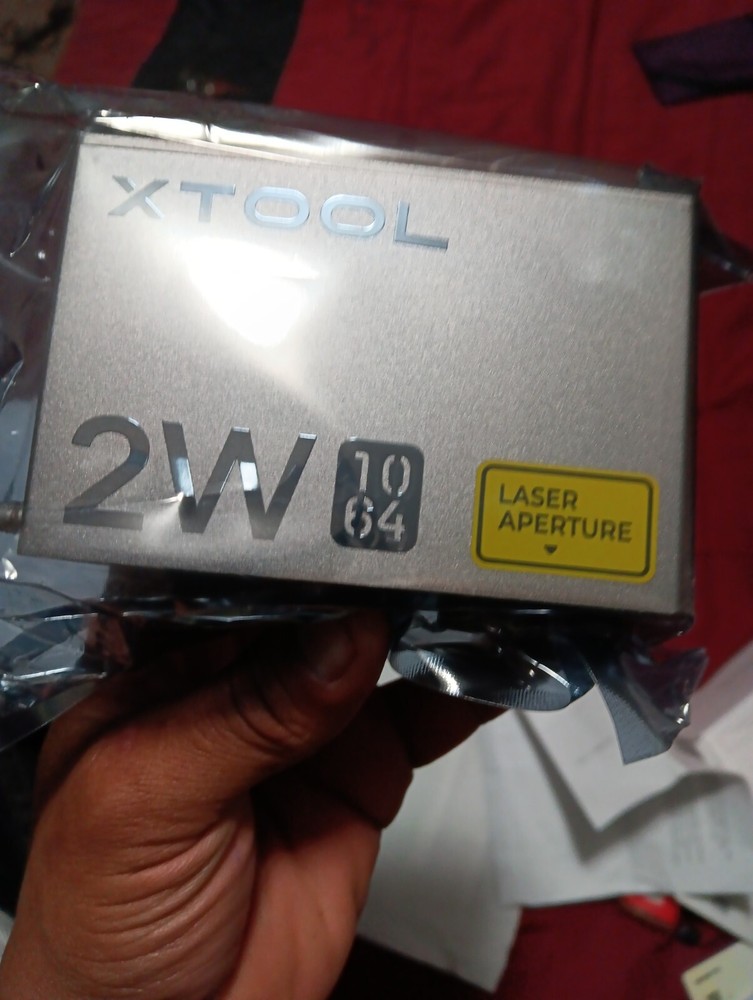 XTOOL
2W
10
64
LASER
APERTURE